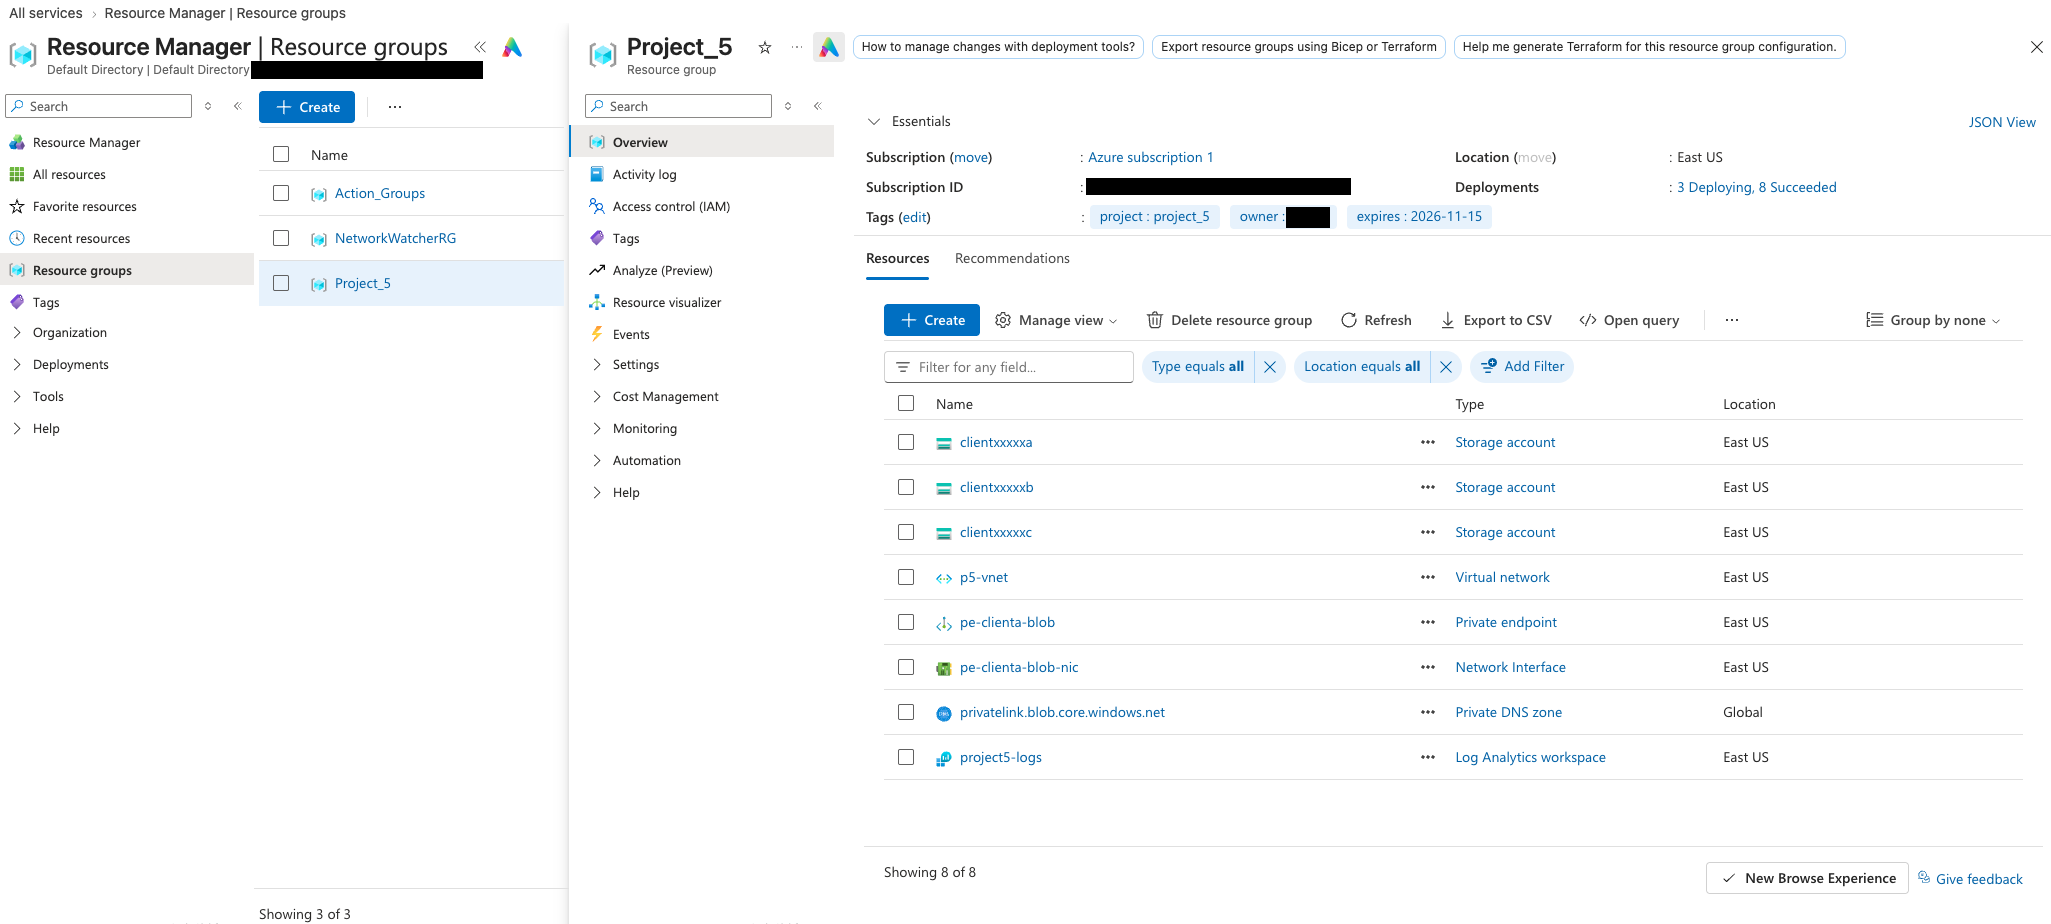 All services > Resource Manager | Resource groups
Resource Manager | Resource groups
Default Directory | Default Directory
Search
Create
Resource Manager
All resources
Favorite resources
Recent resources
Resource groups
Tags
Organization
Deployments
Tools
Help
Name
Action_Groups
NetworkWatcherRG
Project_5
Showing 3 of 3
Project_5
Resource group
How to manage changes with deployment tools?
Export resource groups using Bicep or Terraform
Help me generate Terraform for this resource group configuration.
Search
Overview
Activity log
Access control (IAM)
Tags
Analyze (Preview)
Resource visualizer
Events
Settings
Cost Management
Monitoring
Automation
Help
Essentials
JSON View
Subscription (move) : Azure subscription 1
Location (move) : East US
Subscription ID :
Deployments : 3 Deploying, 8 Succeeded
Tags (edit) : project : project_5 owner : expires : 2026-11-15
Resources Recommendations
Create Manage view Delete resource group Refresh Export to CSV Open query ... Group by none
Filter for any field... Type equals all Location equals all Add Filter
Name Type Location
clientxxxxxa Storage account East US
clientxxxxxb Storage account East US
clientxxxxxc Storage account East US
p5-vnet Virtual network East US
pe-clienta-blob Private endpoint East US
pe-clienta-blob-nic Network Interface East US
privatelink.blob.core.windows.net Private DNS zone Global
project5-logs Log Analytics workspace East US
Showing 8 of 8
New Browse Experience Give feedback